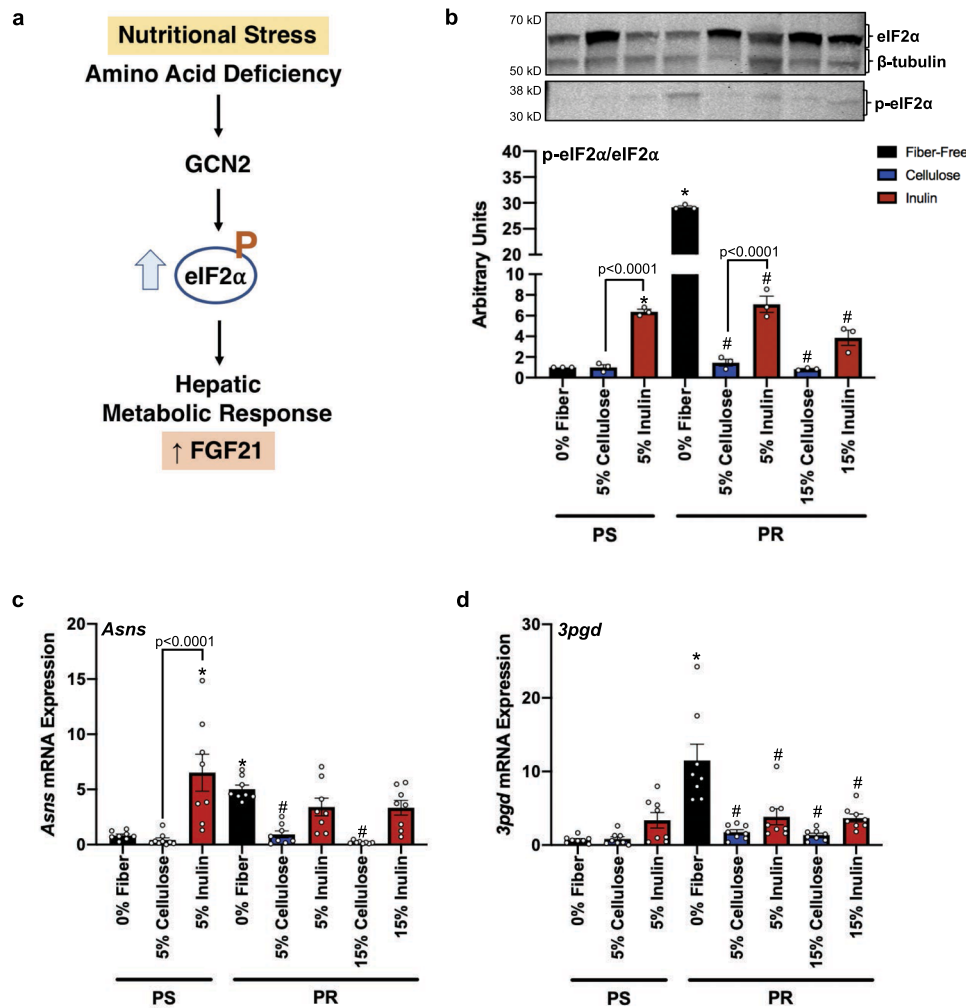 a
Nutritional Stress
Amino Acid Deficiency
GCN2
P
eIF2α
Hepatic
Metabolic Response
↑ FGF21
b
70 kD
50 kD
38 kD
30 kD
eIF2α
β-tubulin
p-eIF2α
p-eIF2α/eIF2α
Fiber-Free
Cellulose
Inulin
Arbitrary Units
40
35
30
25
20
10
8
6
4
2
0
p<0.0001
*
*
#
p<0.0001
#
#
#
0% Fiber
5% Cellulose
5% Inulin
0% Fiber
5% Cellulose
5% Inulin
15% Cellulose
15% Inulin
PS
PR
c
Asns
Asns mRNA Expression
20
15
10
5
0
p<0.0001
*
*
#
#
0% Fiber
5% Cellulose
5% Inulin
0% Fiber
5% Cellulose
5% Inulin
15% Cellulose
15% Inulin
PS
PR
d
3pgd
3pgd mRNA Expression
30
20
10
0
*
#
#
#
#
0% Fiber
5% Cellulose
5% Inulin
0% Fiber
5% Cellulose
5% Inulin
15% Cellulose
15% Inulin
PS
PR